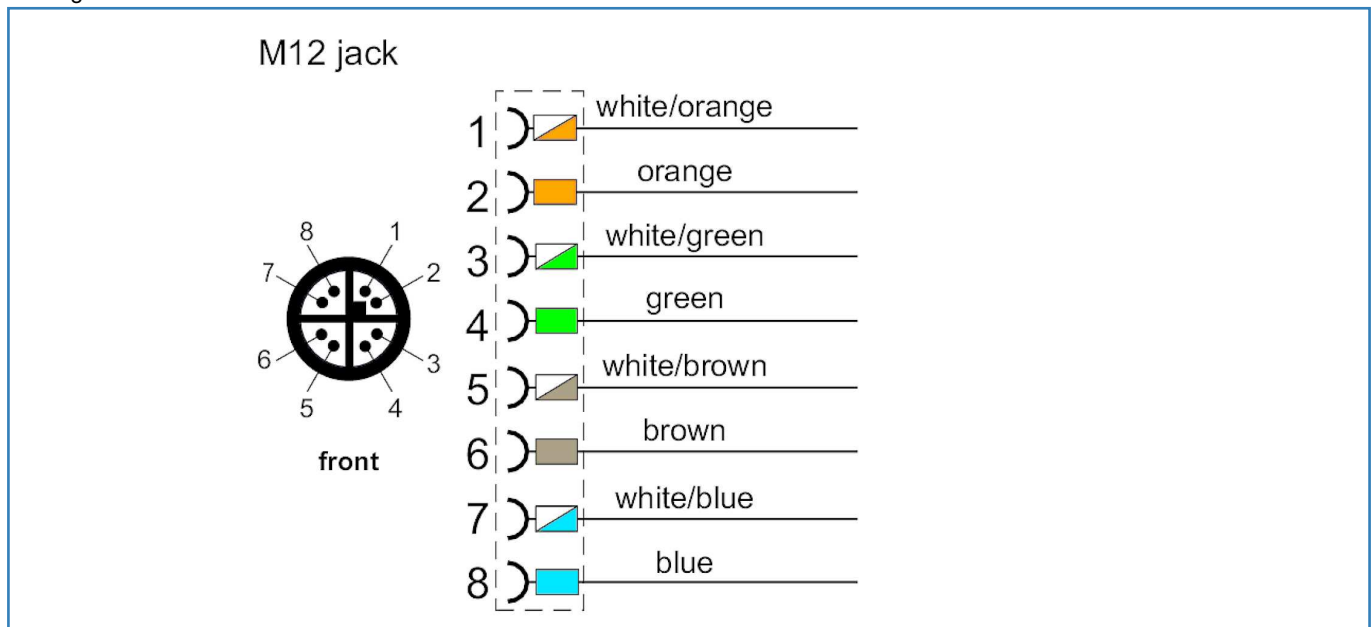 M12 jack
1 white/orange
2 orange
3 white/green
4 green
5 white/brown
6 brown
7 white/blue
8 blue
8 1
7 2
6 3
5 4
front